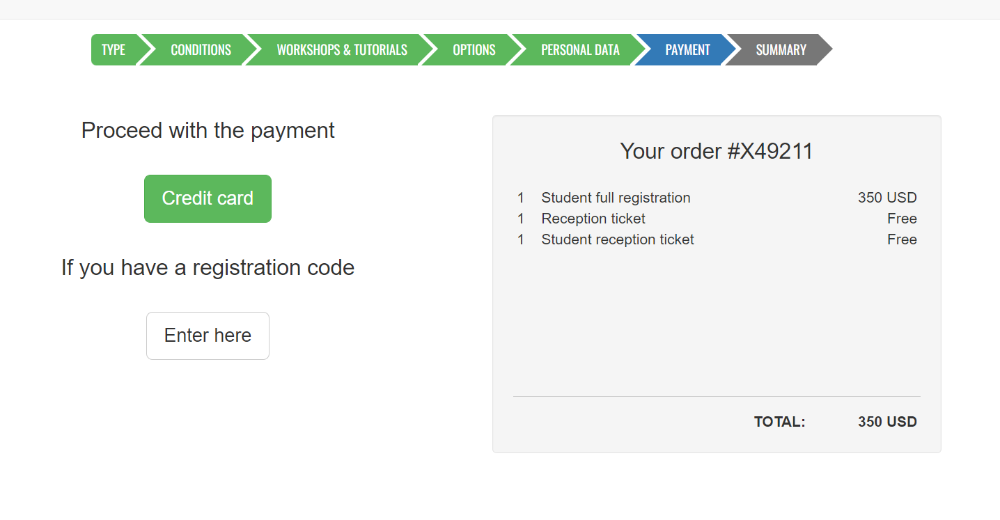 TYPE CONDITIONS WORKSHOPS & TUTORIALS OPTIONS PERSONAL DATA PAYMENT SUMMARY
Proceed with the payment
Credit card
If you have a registration code
Enter here
Your order #X49211
1 Student full registration 350 USD
1 Reception ticket Free
1 Student reception ticket Free
TOTAL: 350 USD